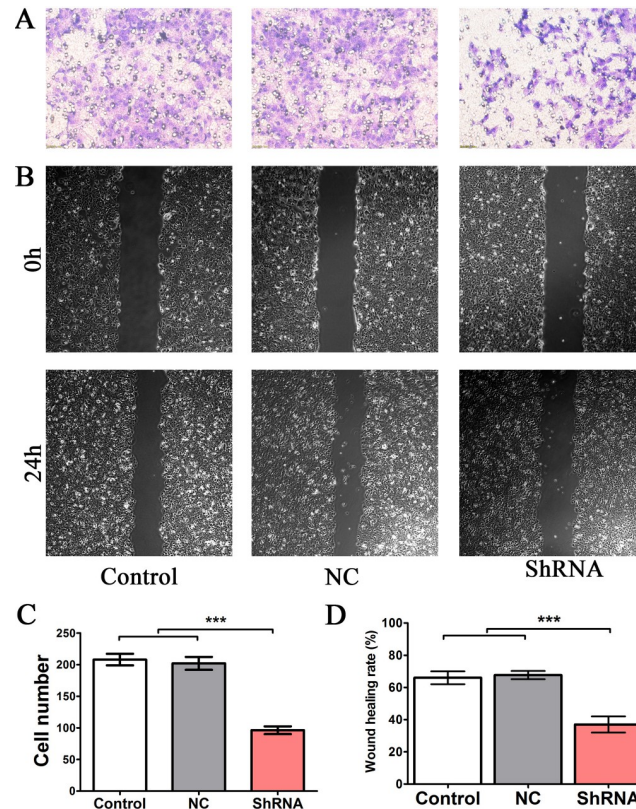 A
B
0h
24h
Control NC ShRNA
C
Cell number
250
200
150
100
50
0
***
Control NC ShRNA
D
Wound healing rate (%)
100
80
60
40
20
0
***
Control NC ShRNA